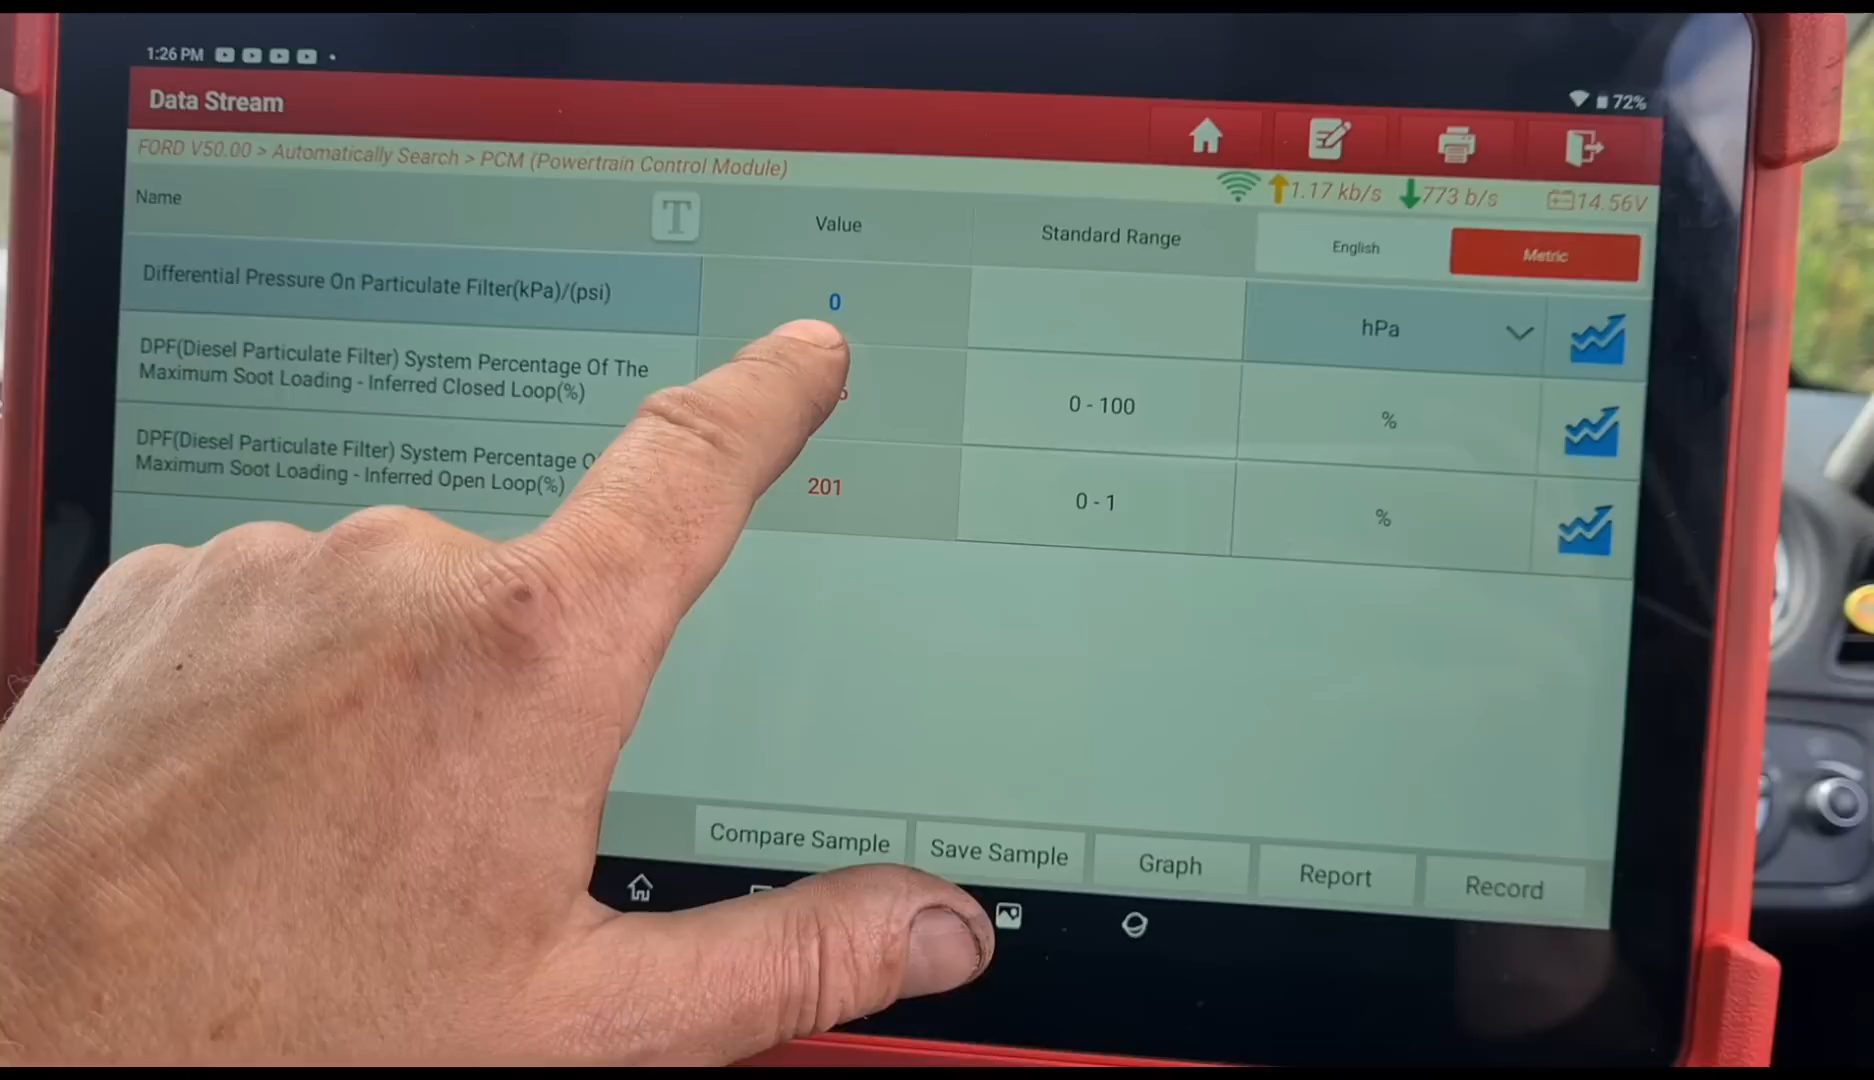 1:26 PM
72%
Data Stream
FORD V50.00 > Automatically Search > PCM (Powertrain Control Module)
1.17 kb/s 773 b/s 14.56V
Name T Value Standard Range English Metric
Differential Pressure On Particulate Filter(kPa)/(psi) 0 hPa
DPF(Diesel Particulate Filter) System Percentage Of The
Maximum Soot Loading - Inferred Closed Loop(%)
0 - 100 %
DPF(Diesel Particulate Filter) System Percentage
Maximum Soot Loading - Inferred Open Loop(%)
201 0 - 1 %
Compare Sample Save Sample Graph Report Record